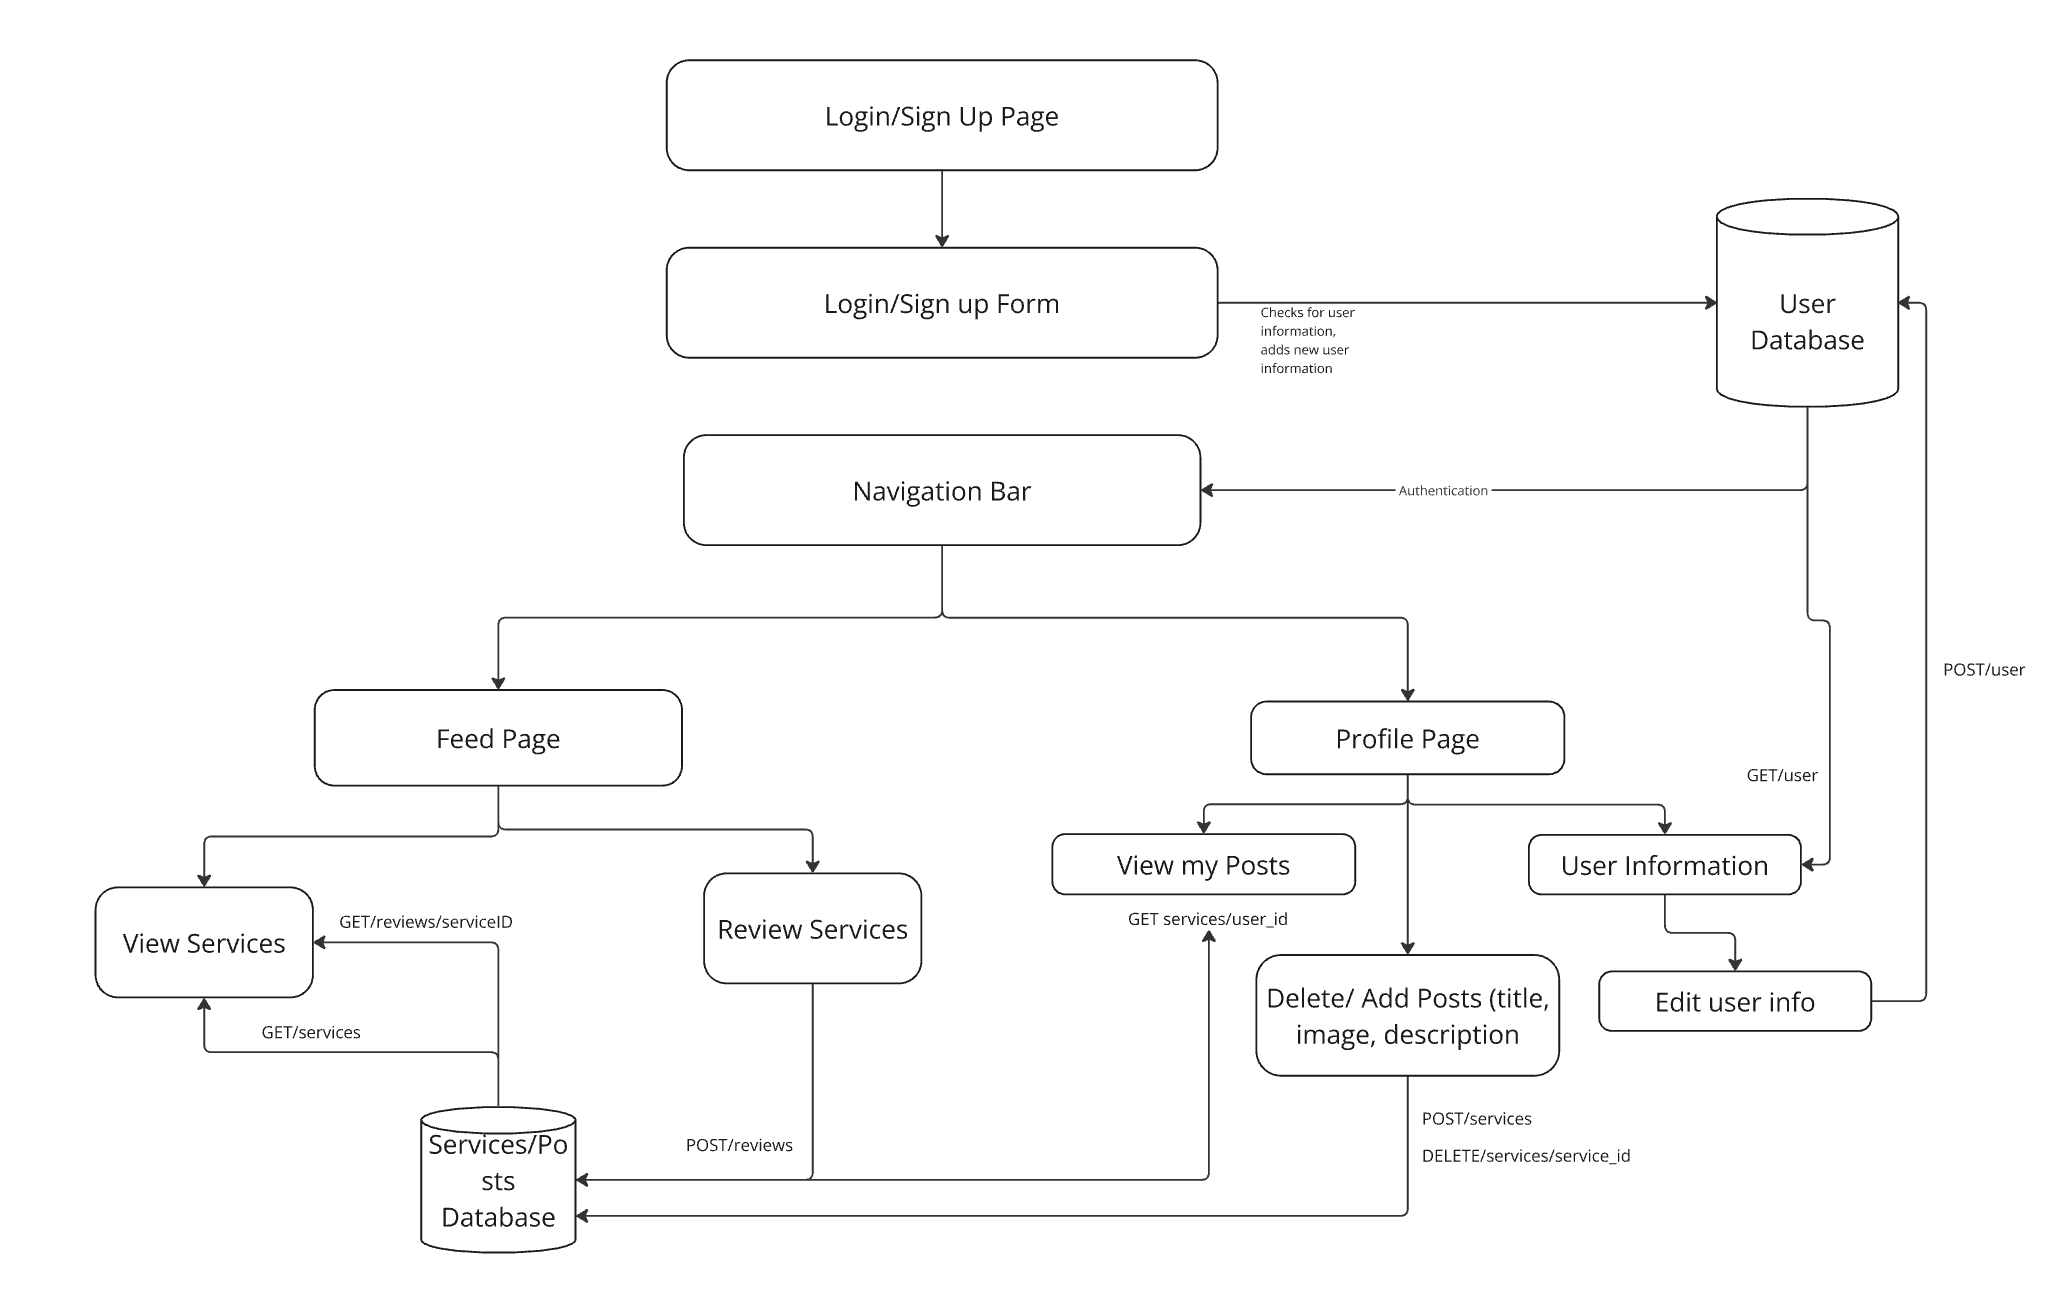 Login/Sign Up Page
Login/Sign up Form
Checks for user
information,
adds new user
information
User
Database
Navigation Bar
Authentication
POST/user
Feed Page
Profile Page
GET/user
View my Posts
User Information
View Services
GET/reviews/serviceID
Review Services
GET services/user_id
Delete/ Add Posts (title,
image, description
Edit user info
GET/services
POST/services
Services/Po
sts
Database
POST/reviews
DELETE/services/service_id